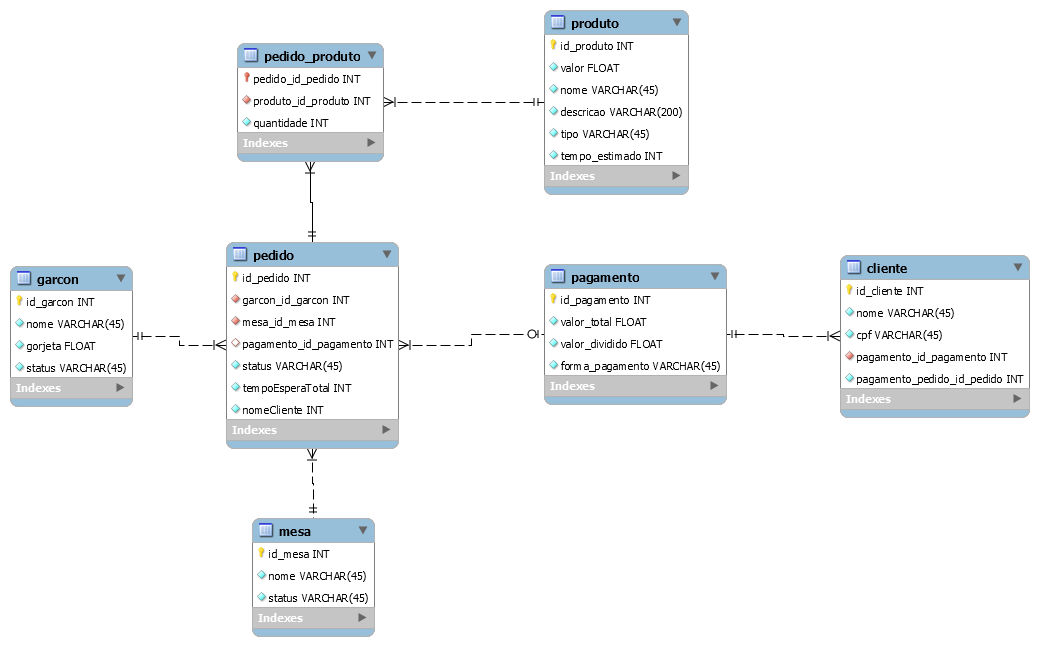 produto
id_produto INT
valor FLOAT
nome VARCHAR(45)
descricao VARCHAR(200)
tipo VARCHAR(45)
tempo_estimado INT
Indexes
pedido_produto
pedido_id_pedido INT
produto_id_produto INT
quantidade INT
Indexes
garcon
id_garcon INT
nome VARCHAR(45)
gorjeta FLOAT
status VARCHAR(45)
Indexes
pedido
id_pedido INT
garcon_id_garcon INT
mesa_id_mesa INT
pagamento_id_pagamento INT
status VARCHAR(45)
tempoEsperaTotal INT
nomeCliente INT
Indexes
pagamento
id_pagamento INT
valor_total FLOAT
valor_dividido FLOAT
forma_pagamento VARCHAR(45)
Indexes
cliente
id_cliente INT
nome VARCHAR(45)
cpf VARCHAR(45)
pagamento_id_pagamento INT
pagamento_pedido_id_pedido INT
Indexes
mesa
id_mesa INT
nome VARCHAR(45)
status VARCHAR(45)
Indexes